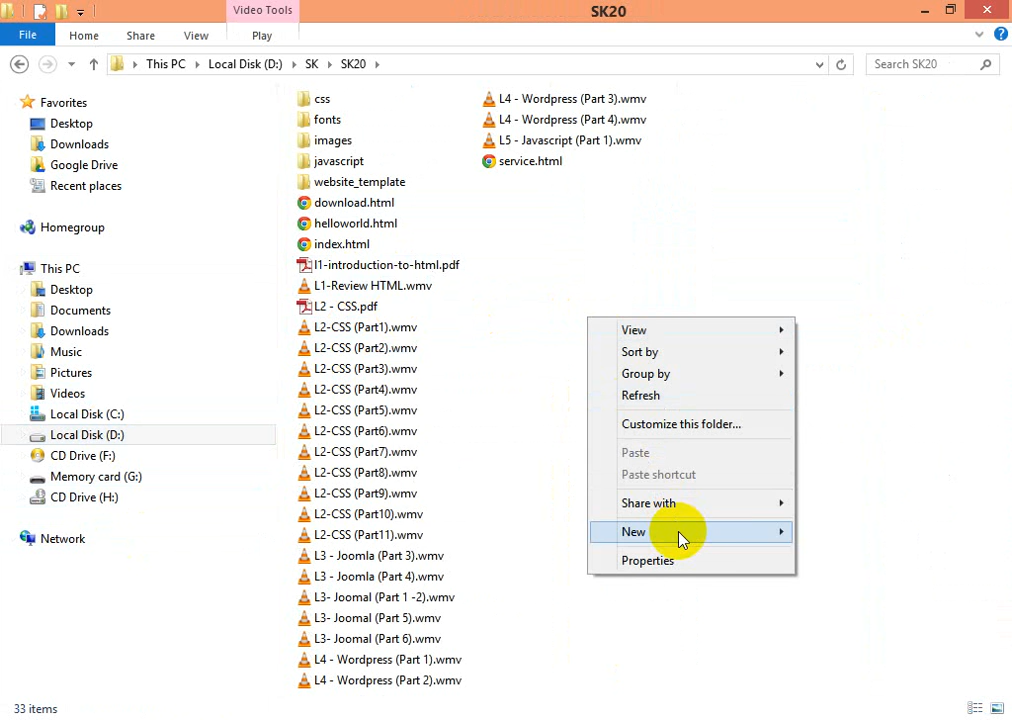 Video Tools
SK20
File
Home
Share
View
Play
This PC
Local Disk (D:)
SK
SK20
Search SK20
Favorites
Desktop
Downloads
Google Drive
Recent places
Homegroup
This PC
Desktop
Documents
Downloads
Music
Pictures
Videos
Local Disk (C:)
Local Disk (D:)
CD Drive (F:)
Memory card (G:)
CD Drive (H:)
Network
css
fonts
images
javascript
website_template
download.html
helloworld.html
index.html
l1-introduction-to-html.pdf
L1-Review HTML.wmv
L2 - CSS.pdf
L2-CSS (Part1).wmv
L2-CSS (Part2).wmv
L2-CSS (Part3).wmv
L2-CSS (Part4).wmv
L2-CSS (Part5).wmv
L2-CSS (Part6).wmv
L2-CSS (Part7).wmv
L2-CSS (Part8).wmv
L2-CSS (Part9).wmv
L2-CSS (Part10).wmv
L2-CSS (Part11).wmv
L3 - Joomla (Part 3).wmv
L3 - Joomla (Part 4).wmv
L3- Joomal (Part 1 -2).wmv
L3- Joomal (Part 5).wmv
L3- Joomal (Part 6).wmv
L4 - Wordpress (Part 1).wmv
L4 - Wordpress (Part 2).wmv
L4 - Wordpress (Part 3).wmv
L4 - Wordpress (Part 4).wmv
L5 - Javascript (Part 1).wmv
service.html
View
Sort by
Group by
Refresh
Customize this folder...
Paste
Paste shortcut
Share with
New
Properties
33 items